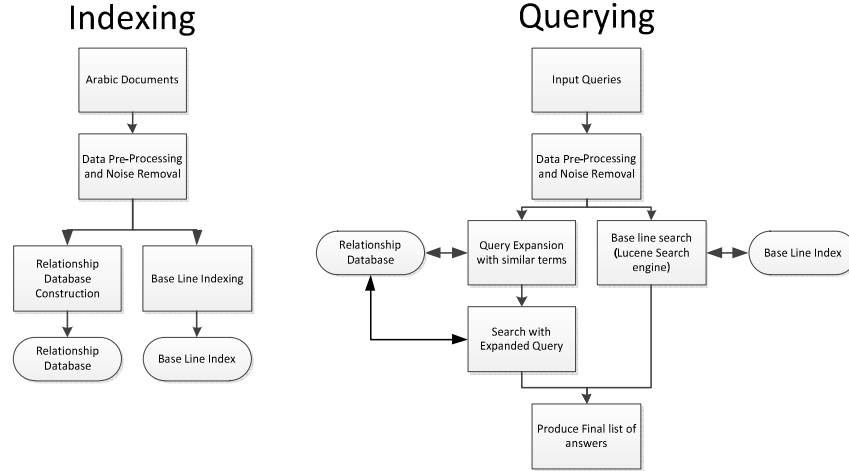 Indexing
Arabic Documents
Data Pre-Processing
and Noise Removal
Relationship
Database
Construction
Base Line Indexing
Relationship
Database
Base Line Index
Querying
Input Queries
Data Pre-Processing
and Noise Removal
Relationship
Database
Query Expansion
with similar terms
Base line search
(Lucene Search
engine)
Base Line Index
Search with
Expanded Query
Produce Final list of
answers